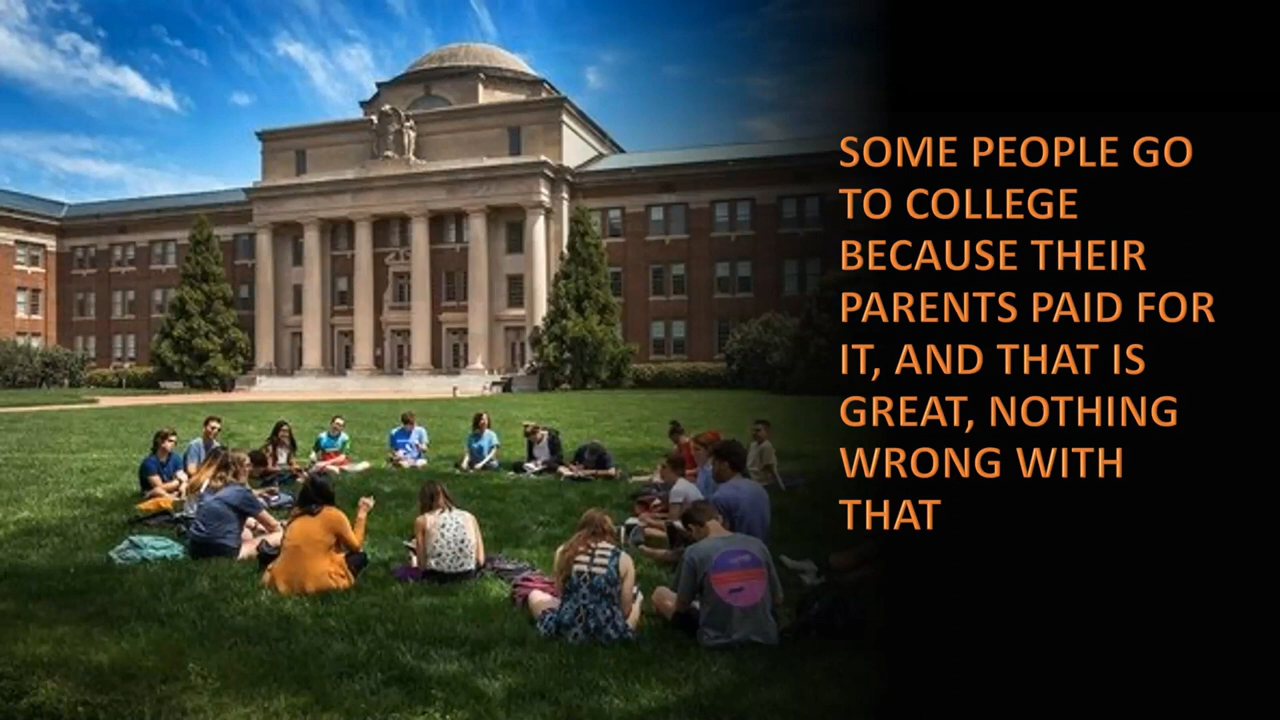 SOME PEOPLE GO
TO COLLEGE
BECAUSE THEIR
PARENTS PAID FOR
IT, AND THAT IS
GREAT, NOTHING
WRONG WITH
THAT